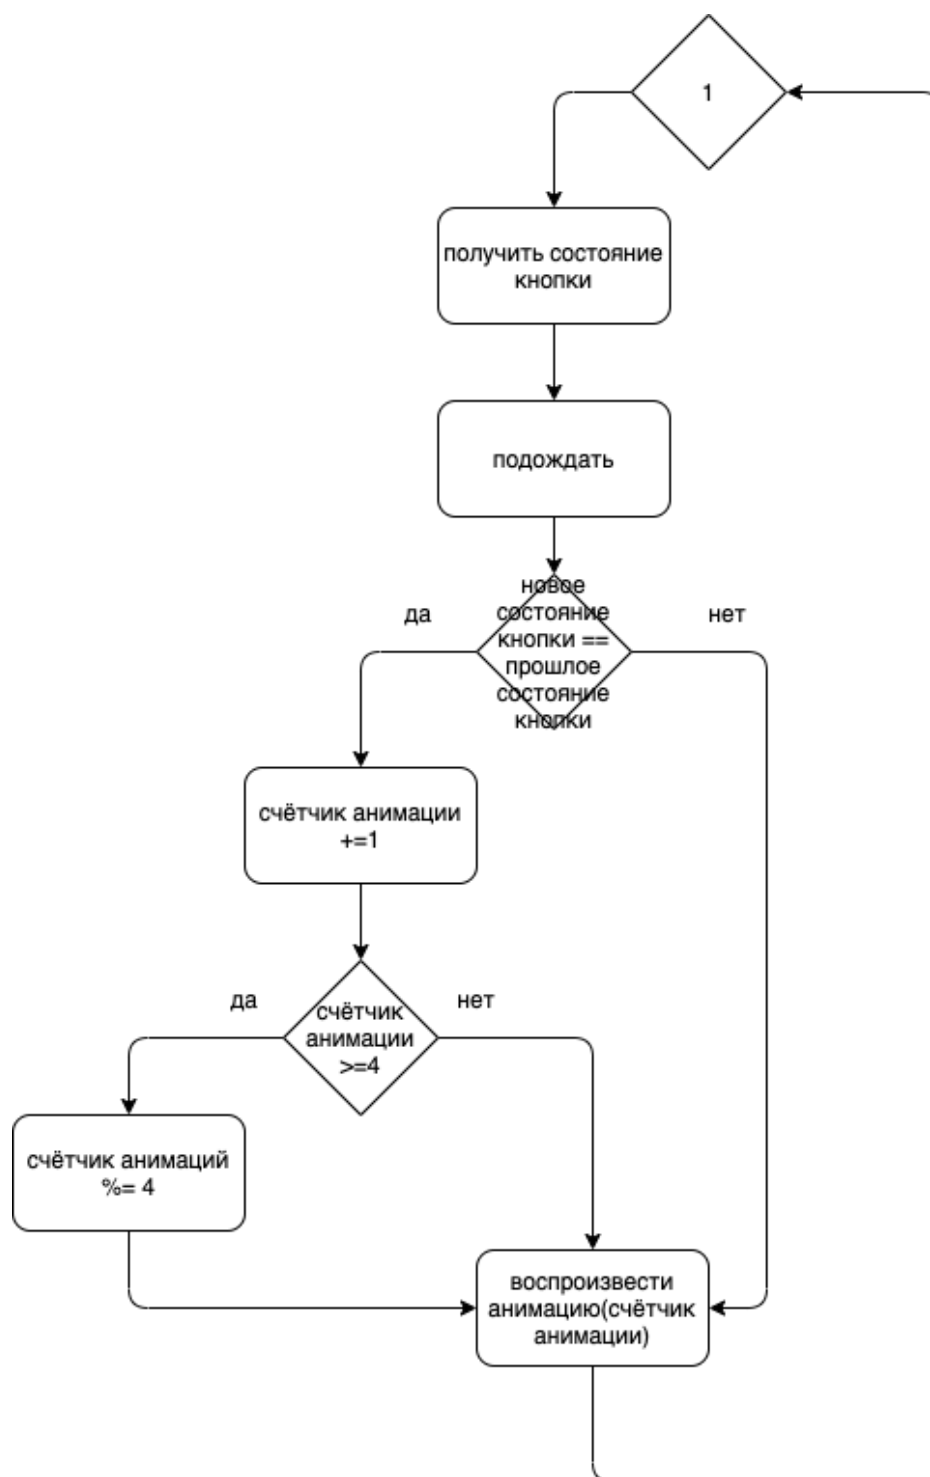 1
получить состояние
кнопки
подождать
новое
состояние
кнопки ==
прошлое
состояние
кнопки
да
нет
счётчик анимации
+=1
счётчик
анимации
>=4
да
нет
счётчик анимаций
%= 4
воспроизвести
анимацию(счётчик
анимации)